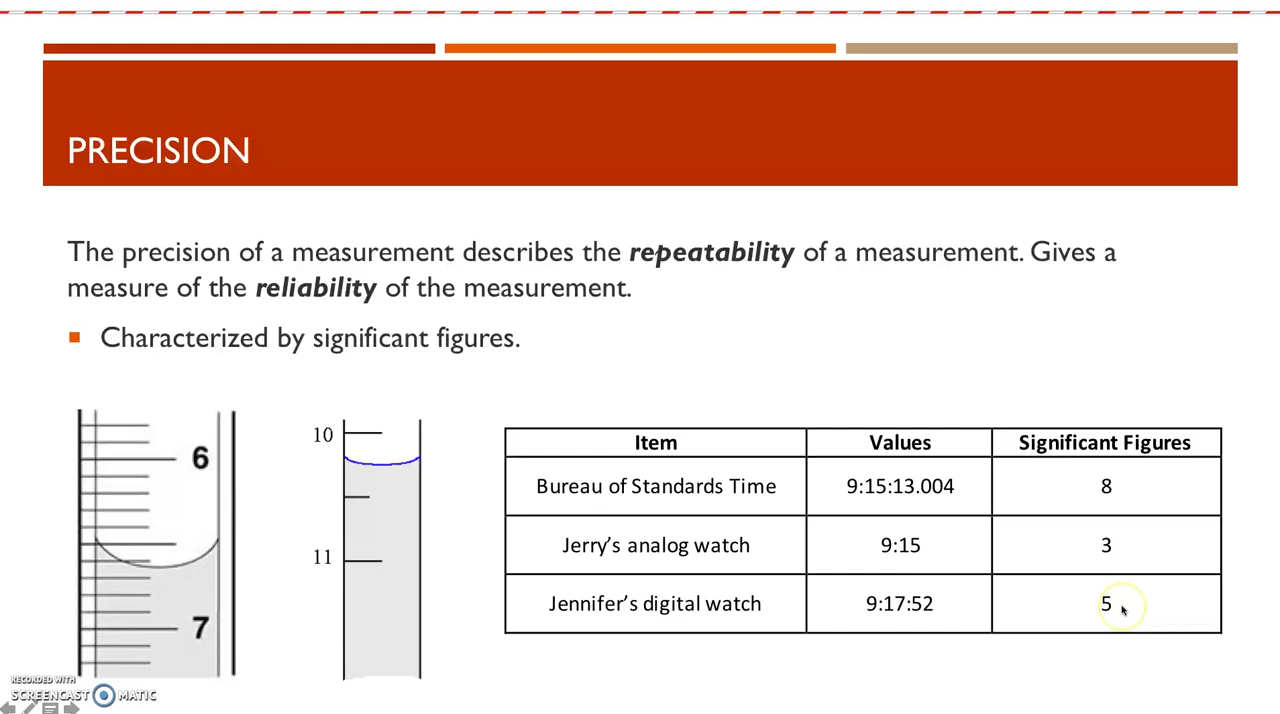 PRECISION
The precision of a measurement describes the repeatability of a measurement. Gives a
measure of the reliability of the measurement.
Characterized by significant figures.
6
7
10
11
Item Values Significant Figures
Bureau of Standards Time 9:15:13.004 8
Jerry’s analog watch 9:15 3
Jennifer’s digital watch 9:17:52 5
RECORDED WITH
SCREENCAST MATIC